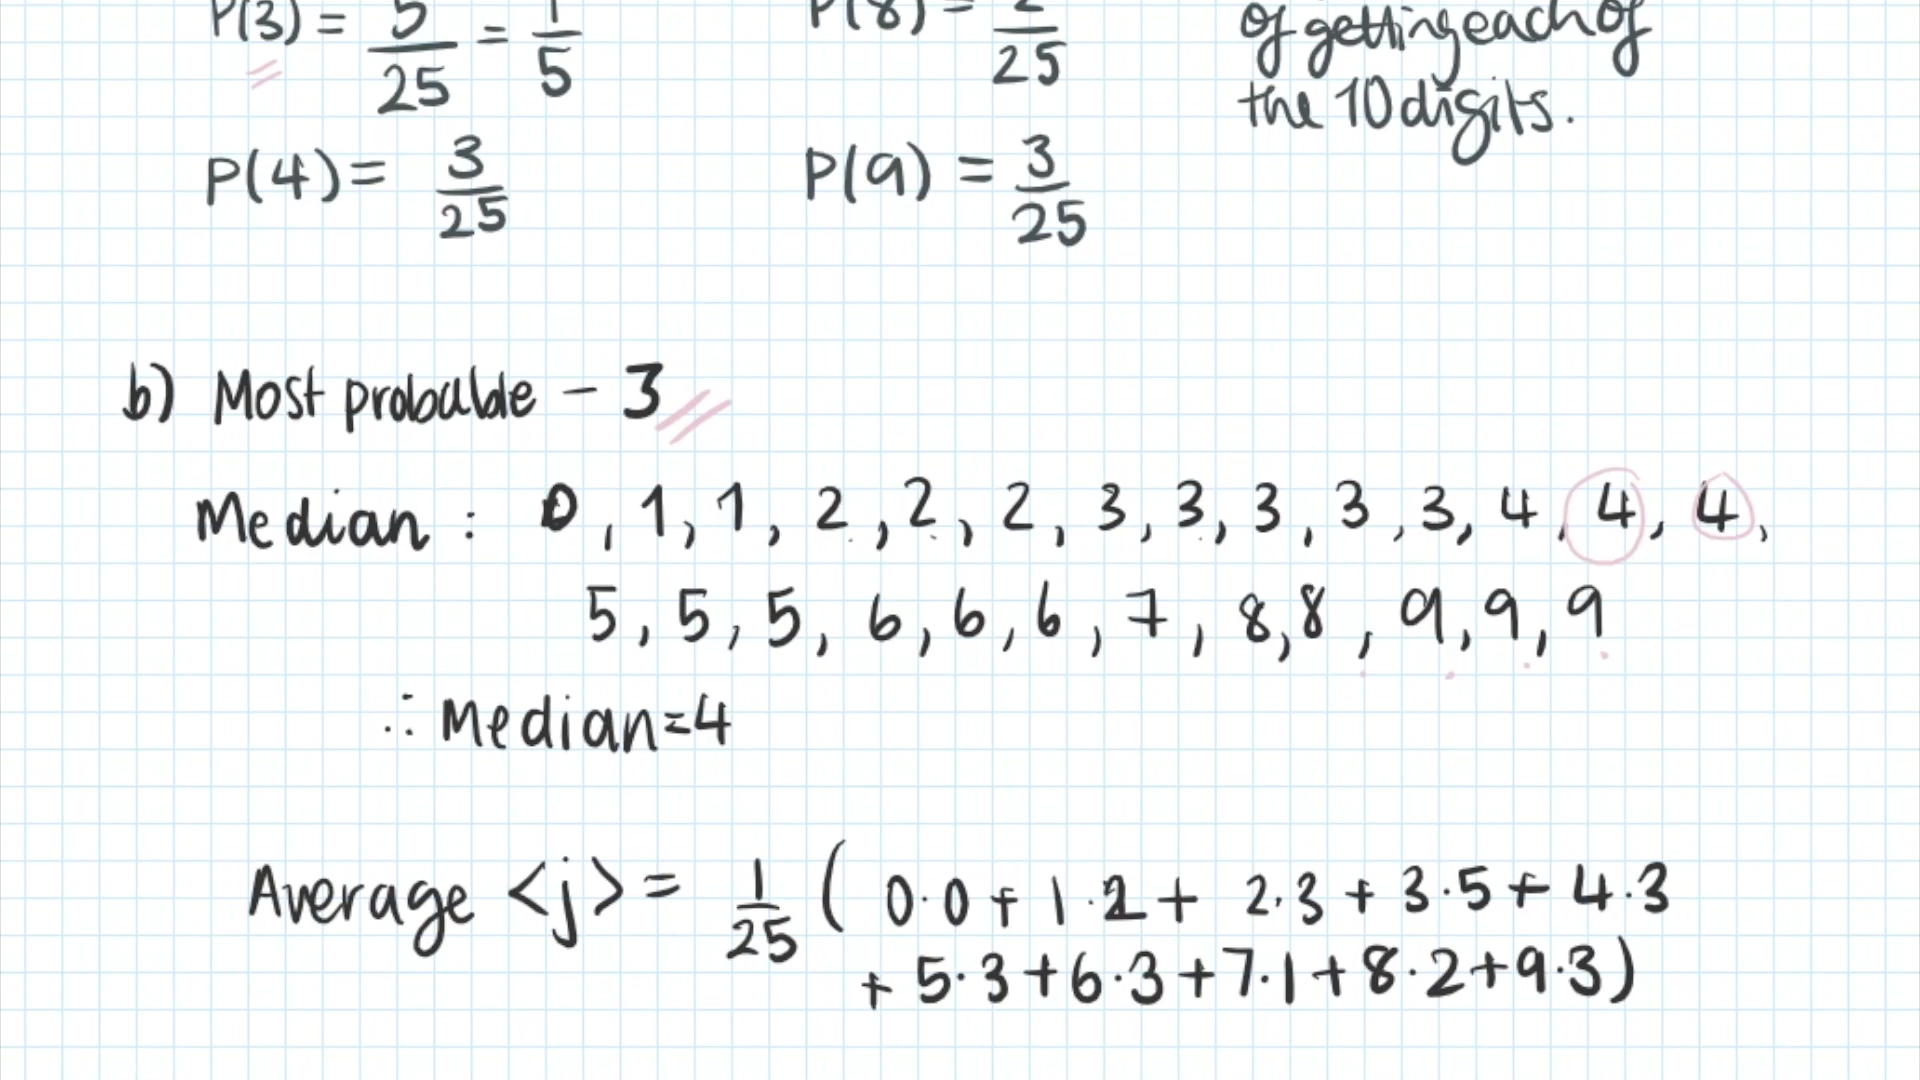 P(3) = 5/25 = 1/5
P(8) = 2/25
of getting each of
the 10 digits.
P(4) = 3/25
P(9) = 3/25
b) Most probable - 3
Median : 0, 1, 1, 2, 2, 2, 3, 3, 3, 3, 3, 4, 4, 4,
5, 5, 5, 6, 6, 6, 7, 8, 8, 9, 9, 9
∴ Median = 4
Average <j> = 1/25 ( 0·0 + 1·2 + 2·3 + 3·5 + 4·3
+ 5·3 + 6·3 + 7·1 + 8·2 + 9·3 )